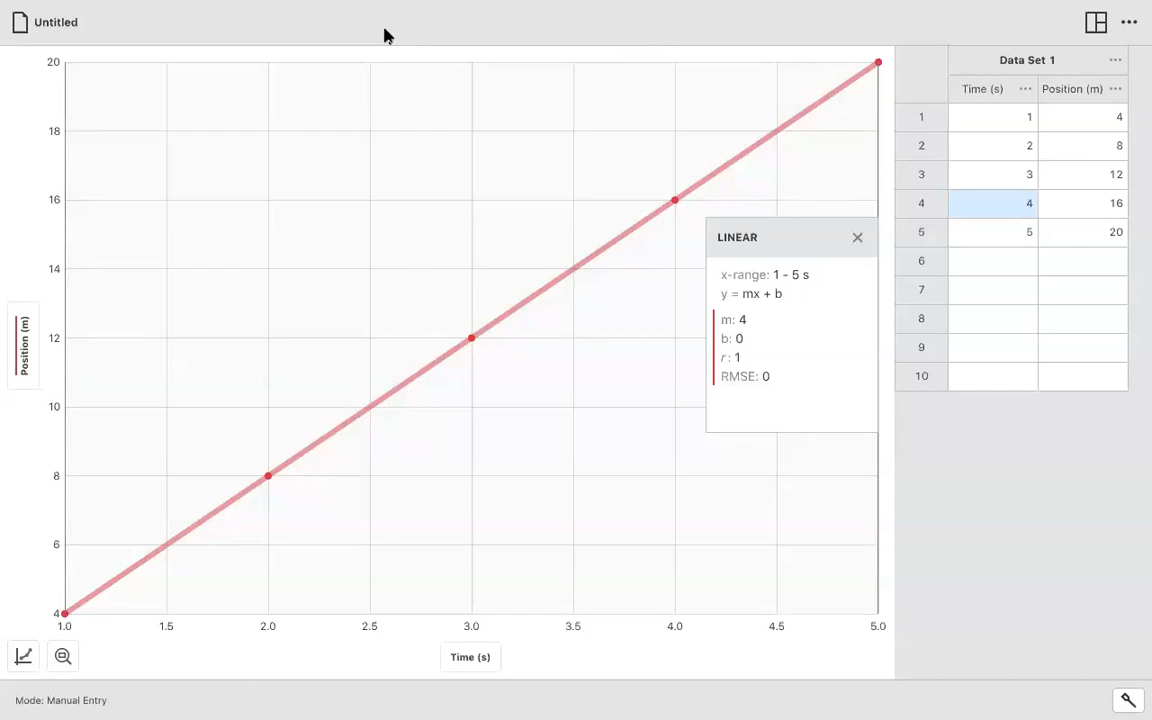 Untitled
20
18
16
14
12
10
8
6
4
Position (m)
1.0 1.5 2.0 2.5 3.0 3.5 4.0 4.5 5.0
Time (s)
LINEAR
x-range: 1 - 5 s
y = mx + b
m: 4
b: 0
r: 1
RMSE: 0
Data Set 1
Time (s) Position (m)
1 1 4
2 2 8
3 3 12
4 4 16
5 5 20
6
7
8
9
10
Mode: Manual Entry